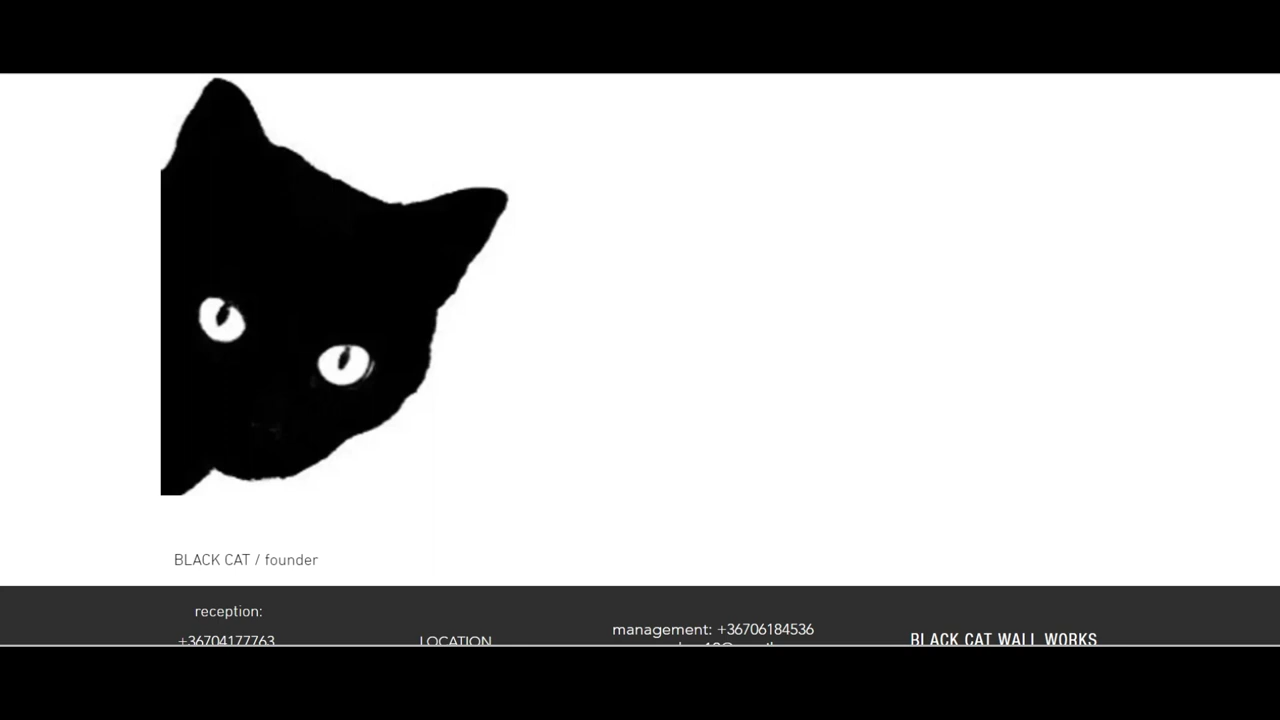 BLACK CAT / founder
reception:
+36704177763
LOCATION
management: +36706184536
BLACK CAT WALL WORKS